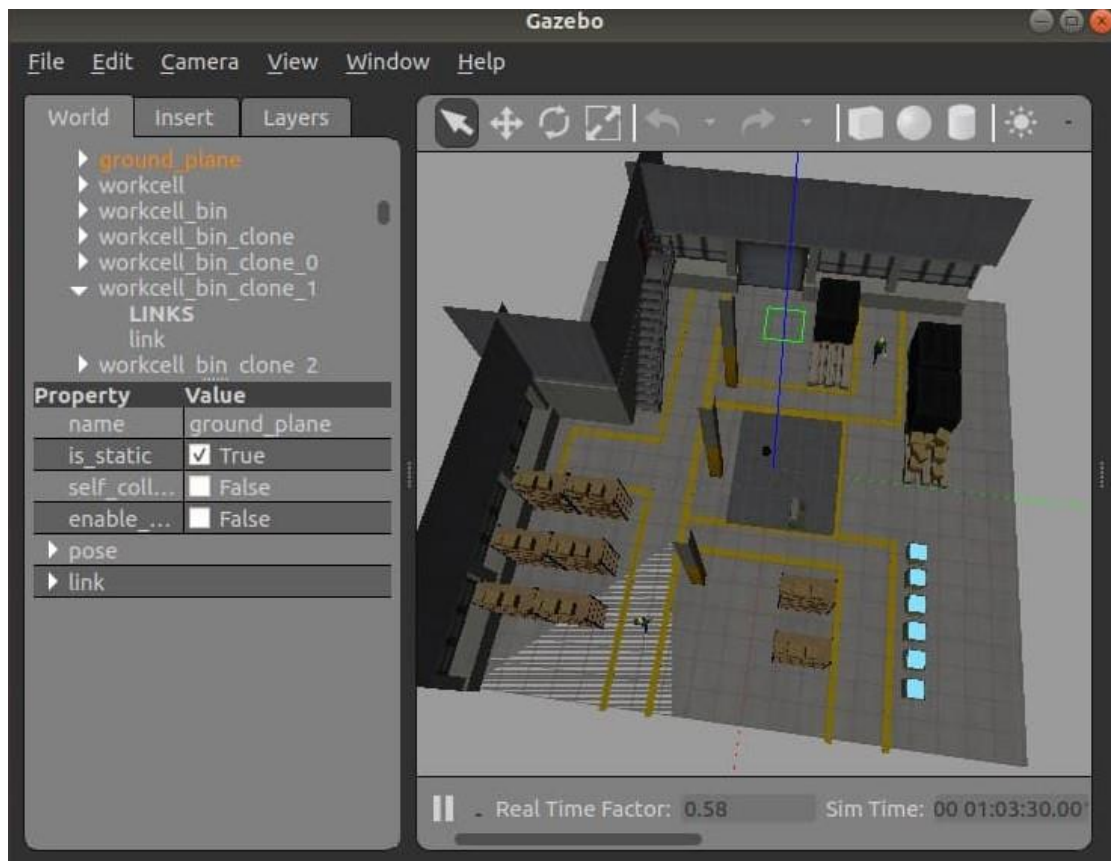 Gazebo
File Edit Camera View Window Help
World Insert Layers
ground_plane
workcell
workcell_bin
workcell_bin_clone
workcell_bin_clone_0
workcell_bin_clone_1
LINKS
link
workcell_bin_clone_2
Property Value
name ground_plane
is_static True
self_coll... False
enable_... False
pose
link
Real Time Factor: 0.58 Sim Time: 00 01:03:30.00